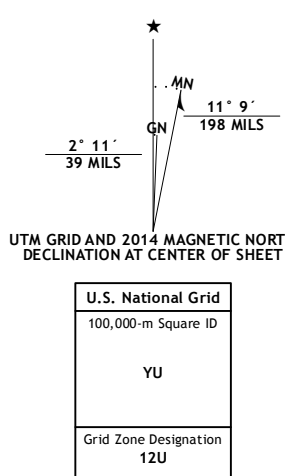 ★
MN
GN
11° 9´
198 MILS
2° 11´
39 MILS
UTM GRID AND 2014 MAGNETIC NORT
DECLINATION AT CENTER OF SHEET
U.S. National Grid
100,000-m Square ID
YU
Grid Zone Designation
12U